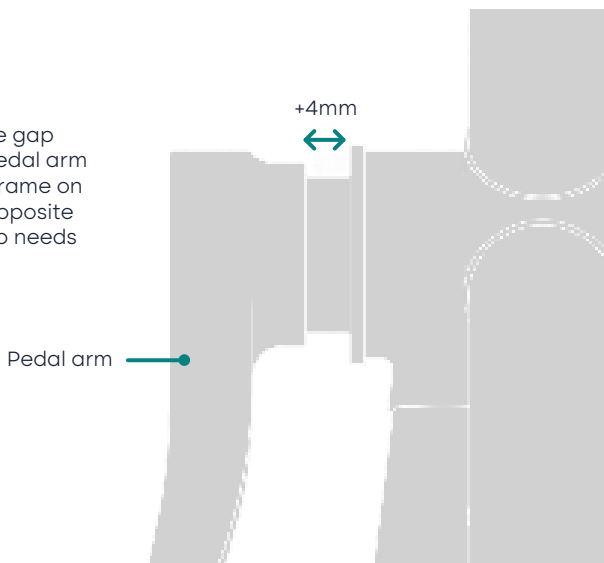 +4mm
e gap
edal arm
rame on
pposite
o needs
Pedal arm